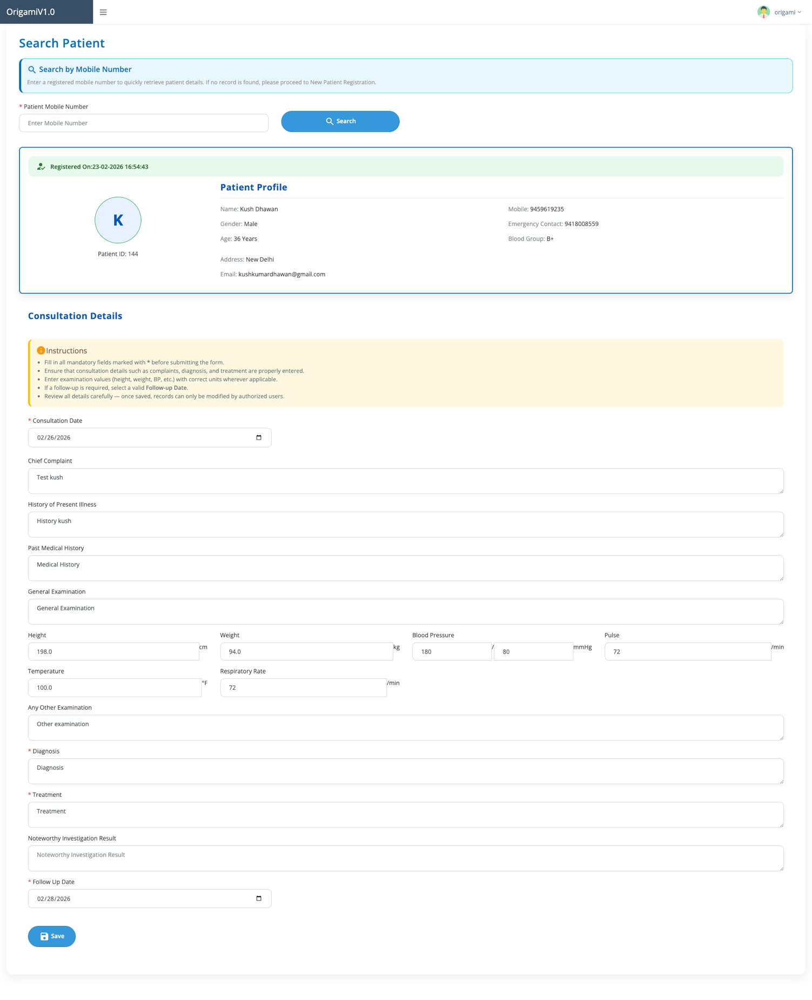 OrigamiV1.0
origami
Search Patient
Search by Mobile Number
Enter a registered mobile number to quickly retrieve patient details. If no record is found, please proceed to New Patient Registration.
* Patient Mobile Number
Enter Mobile Number
Search
Registered On:23-02-2026 16:54:43
K
Patient ID: 144
Patient Profile
Name: Kush Dhawan
Mobile: 9459619235
Gender: Male
Emergency Contact: 9418008559
Age: 36 Years
Blood Group: B+
Address: New Delhi
Email: kushkumardhawan@gmail.com
Consultation Details
Instructions
• Fill in all mandatory fields marked with * before submitting the form.
• Ensure that consultation details such as complaints, diagnosis, and treatment are properly entered.
• Enter examination values (height, weight, BP, etc.) with correct units wherever applicable.
• If a follow-up is required, select a valid Follow-up Date.
• Review all details carefully — once saved, records can only be modified by authorized users.
* Consultation Date
02/26/2026
Chief Complaint
Test kush
History of Present Illness
History kush
Past Medical History
Medical History
General Examination
General Examination
Height
198.0 cm
Weight
94.0 kg
Blood Pressure
180 / 80 mmHg
Pulse
72 /min
Temperature
100.0 °F
Respiratory Rate
72 /min
Any Other Examination
Other examination
* Diagnosis
Diagnosis
* Treatment
Treatment
Noteworthy Investigation Result
Noteworthy Investigation Result
* Follow Up Date
02/28/2026
Save